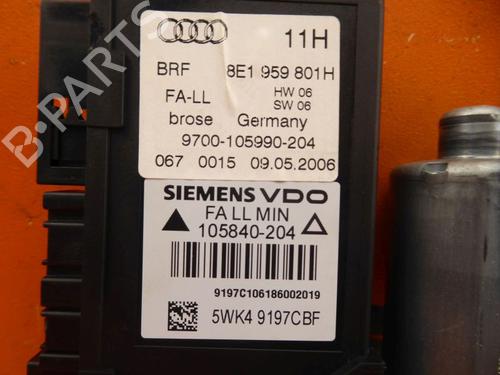 11H
BRF 8E1 959 801H
FA-LL HW 06
SW 06
brose Germany
9700-105990-204
067 0015 09.05.2006
SIEMENS VDO
FA LL MIN
105840-204
9197C106186002019
5WK4 9197CBF
B-PARTS